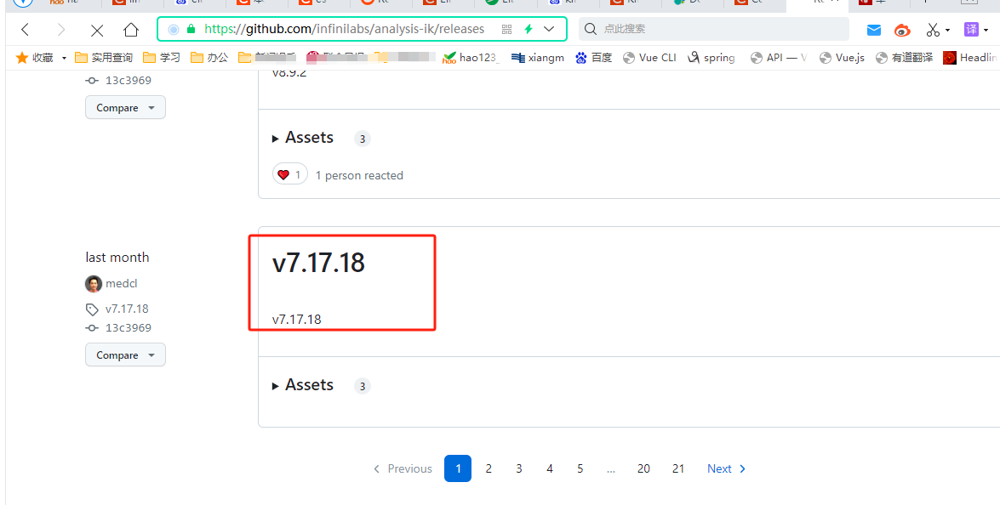 https://github.com/infinilabs/analysis-ik/releases
点此搜索
译
收藏
实用查询
学习
办公
hao123_
xiangm
百度
Vue CLI
spring
API —
Vue.js
有道翻译
Headlin
13c3969
v8.9.2
Compare
Assets 3
1 1 person reacted
last month
v7.17.18
medcl
v7.17.18
v7.17.18
13c3969
Compare
Assets 3
Previous 1 2 3 4 5 ... 20 21 Next